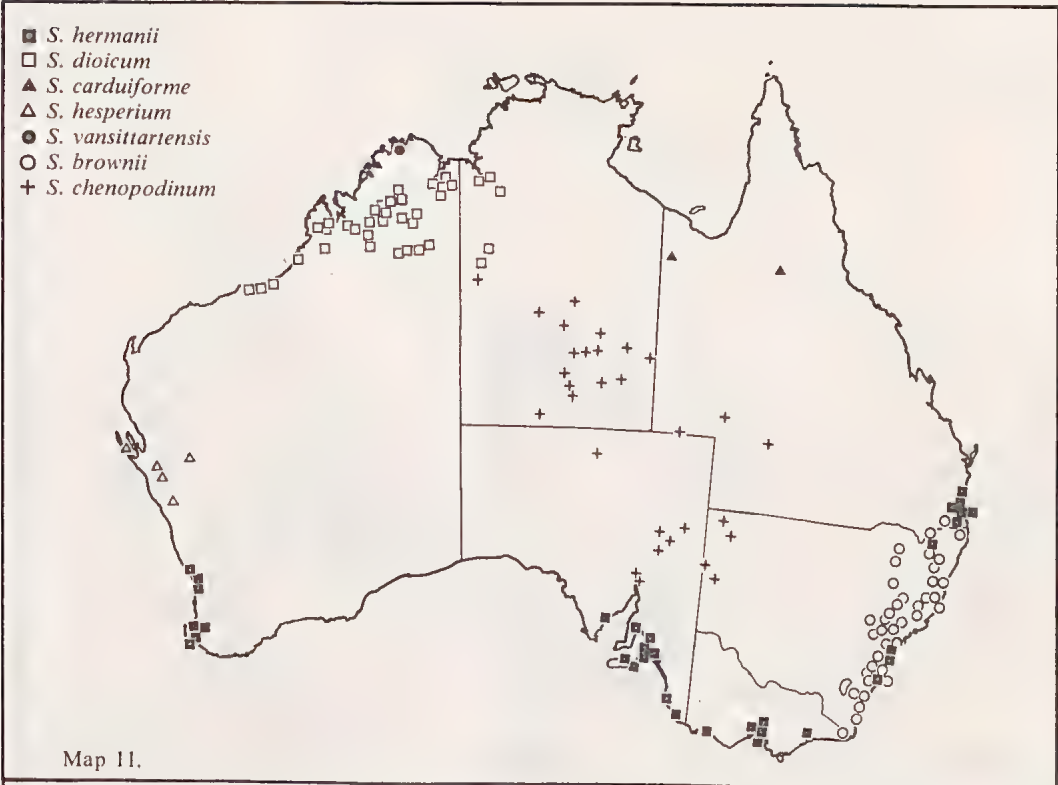 S. hermanii
S. dioicum
S. carduiforme
S. hesperium
S. vansittartensis
S. brownii
S. chenopodinum
Map 11.